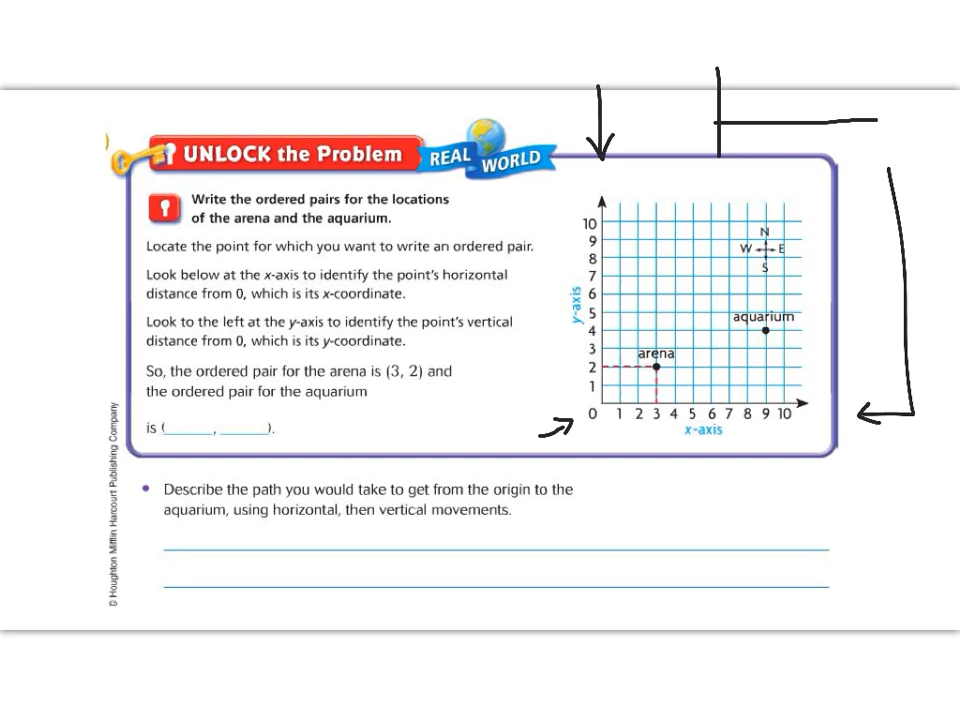 UNLOCK the Problem REAL WORLD
Write the ordered pairs for the locations
of the arena and the aquarium.
Locate the point for which you want to write an ordered pair.
Look below at the x-axis to identify the point's horizontal
distance from 0, which is its x-coordinate.
Look to the left at the y-axis to identify the point's vertical
distance from 0, which is its y-coordinate.
So, the ordered pair for the arena is (3, 2) and
the ordered pair for the aquarium
is (______, ______).
10
9
8
7
6
5
4
3
2
1
y-axis
N
W E
S
aquarium
arena
0 1 2 3 4 5 6 7 8 9 10
x-axis
• Describe the path you would take to get from the origin to the
aquarium, using horizontal, then vertical movements.
© Houghton Mifflin Harcourt Publishing Company